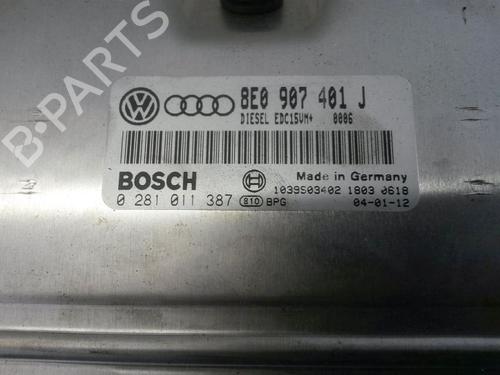 B-PARTS
8E0 907 401 J
DIESEL EDC15VM+ 0006
BOSCH
Made in Germany
1039S03402 1803 0618
0 281 011 387 810 BPG 04-01-12